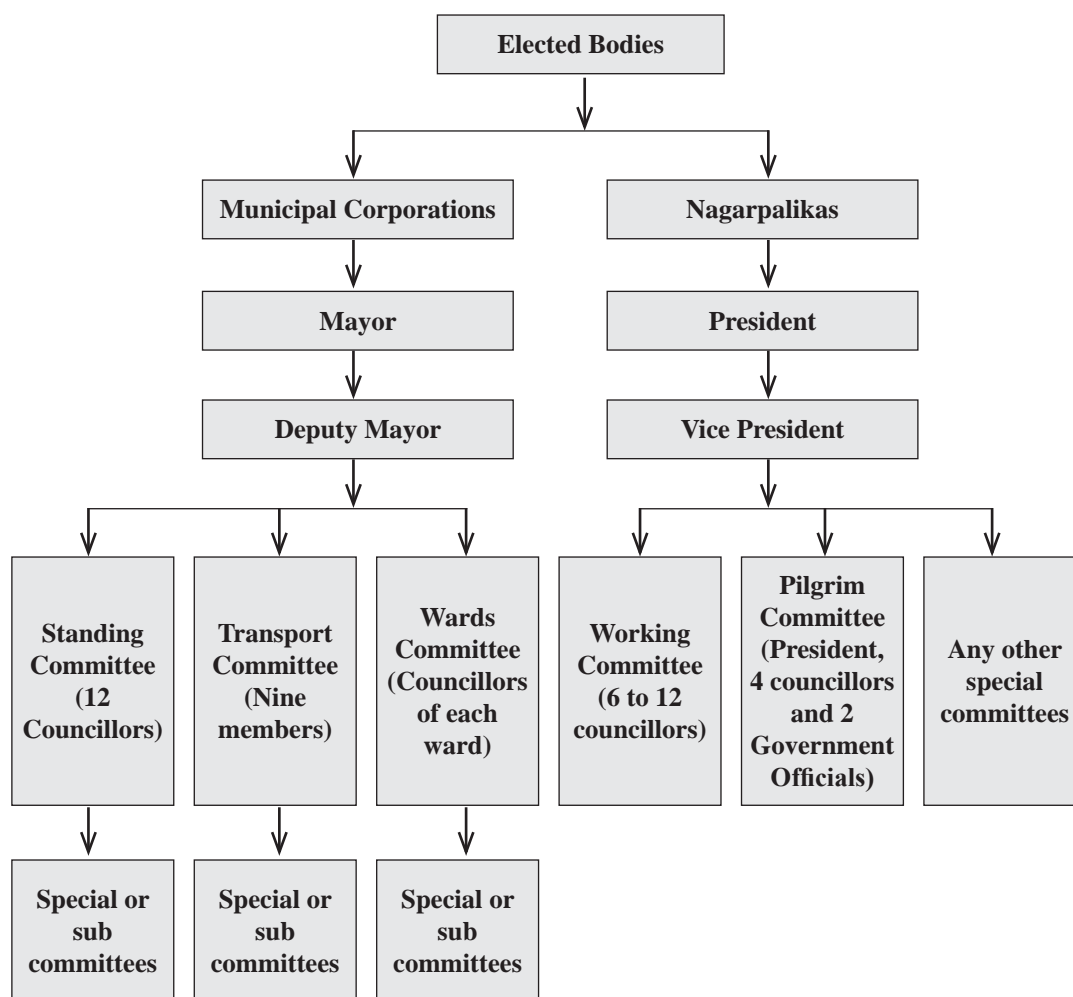 Elected Bodies
Municipal Corporations
Nagarpalikas
Mayor
President
Deputy Mayor
Vice President
Standing
Committee
(12
Councillors)
Transport
Committee
(Nine
members)
Wards
Committee
(Councillors
of each
ward)
Working
Committee
(6 to 12
councillors)
Pilgrim
Committee
(President,
4 councillors
and 2
Government
Officials)
Any other
special
committees
Special or
sub
committees
Special or
sub
committees
Special or
sub
committees